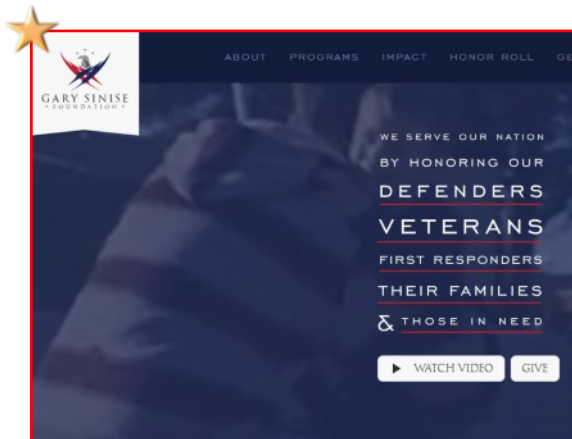 ABOUT PROGRAMS IMPACT HONOR ROLL GE
GARY SINISE
FOUNDATION
WE SERVE OUR NATION
BY HONORING OUR
DEFENDERS
VETERANS
FIRST RESPONDERS
THEIR FAMILIES
& THOSE IN NEED
WATCH VIDEO GIVE